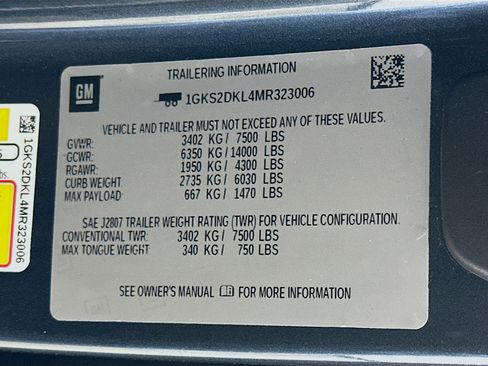 TRAILERING INFORMATION
GM
1GKS2DKL4MR323006
VEHICLE AND TRAILER MUST NOT EXCEED ANY OF THESE VALUES.
GVWR: 3402 KG / 7500 LBS
GCWR: 6350 KG / 14000 LBS
RGAWR: 1950 KG / 4300 LBS
CURB WEIGHT: 2735 KG / 6030 LBS
MAX PAYLOAD: 667 KG / 1470 LBS
SAE J2807 TRAILER WEIGHT RATING (TWR) FOR VEHICLE CONFIGURATION.
CONVENTIONAL TWR: 3402 KG / 7500 LBS
MAX TONGUE WEIGHT: 340 KG / 750 LBS
SEE OWNER'S MANUAL FOR MORE INFORMATION
1GKS2DKL4MR323006